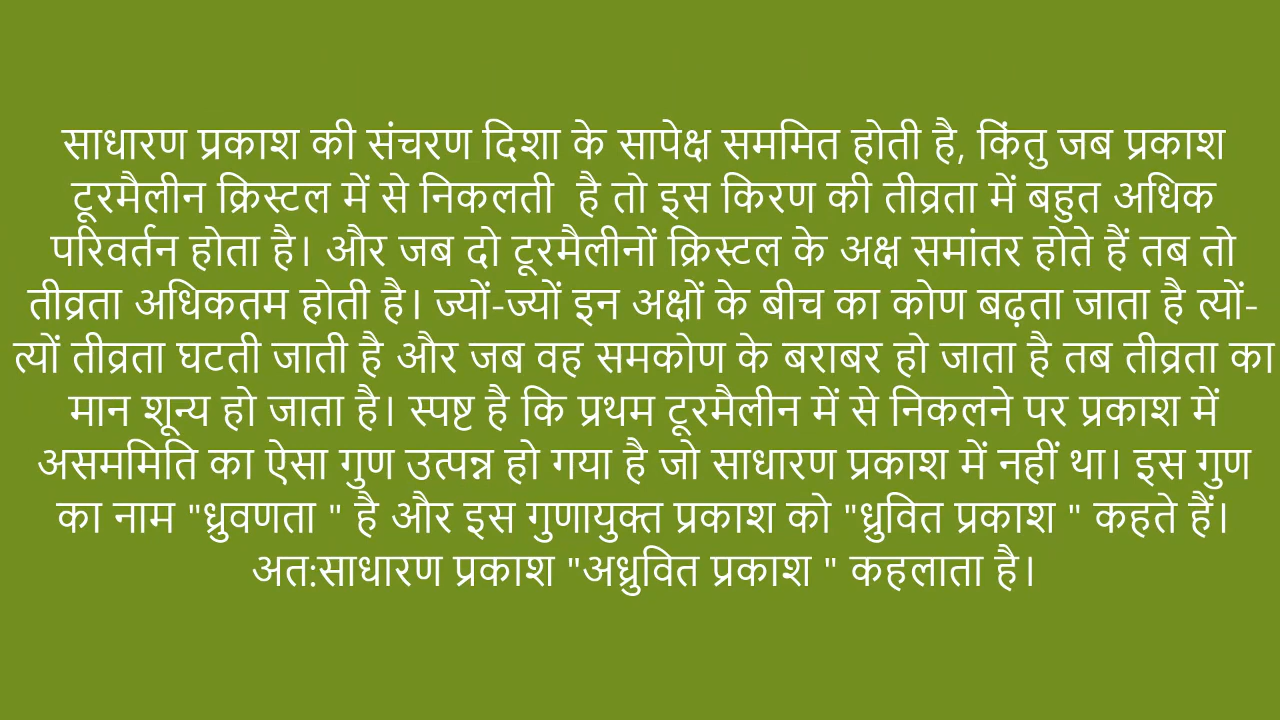 साधारण प्रकाश की संचरण दिशा के सापेक्ष सममित होती है, किंतु जब प्रकाश
टूरमैलीन क्रिस्टल में से निकलती  है तो इस किरण की तीव्रता में बहुत अधिक
परिवर्तन होता है। और जब दो टूरमैलीनों क्रिस्टल के अक्ष समांतर होते हैं तब तो
तीव्रता अधिकतम होती है। ज्यों-ज्यों इन अक्षों के बीच का कोण बढ़ता जाता है त्यों-
त्यों तीव्रता घटती जाती है और जब वह समकोण के बराबर हो जाता है तब तीव्रता का
मान शून्य हो जाता है। स्पष्ट है कि प्रथम टूरमैलीन में से निकलने पर प्रकाश में
असममिति का ऐसा गुण उत्पन्न हो गया है जो साधारण प्रकाश में नहीं था। इस गुण
का नाम "ध्रुवणता " है और इस गुणायुक्त प्रकाश को "ध्रुवित प्रकाश " कहते हैं।
अत:साधारण प्रकाश "अध्रुवित प्रकाश " कहलाता है।